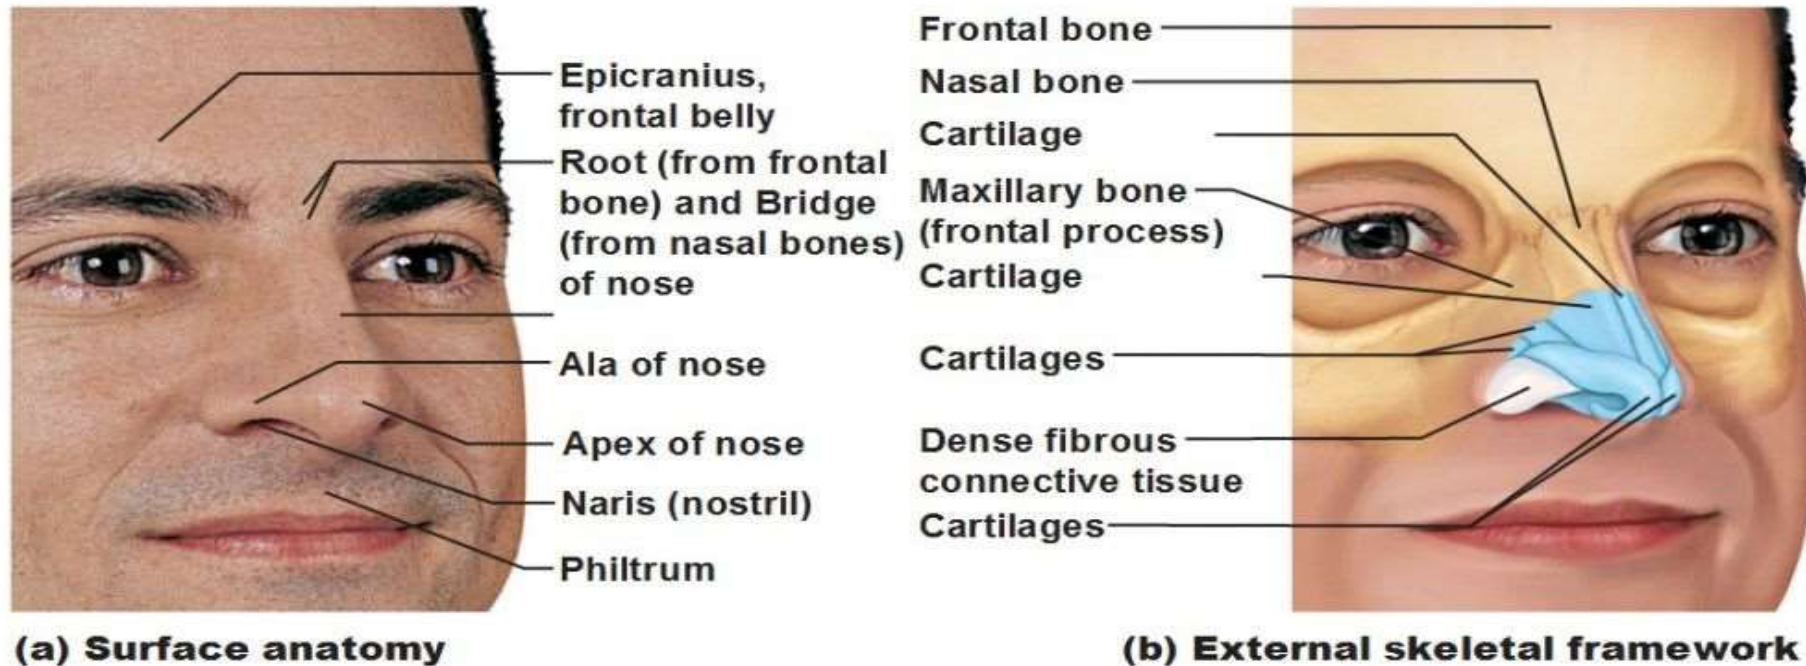 Epicranius,
frontal belly
Root (from frontal
bone) and Bridge
(from nasal bones)
of nose
Ala of nose
Apex of nose
Naris (nostril)
Philtrum
(a) Surface anatomy
Frontal bone
Nasal bone
Cartilage
Maxillary bone
(frontal process)
Cartilage
Cartilages
Dense fibrous
connective tissue
Cartilages
(b) External skeletal framework